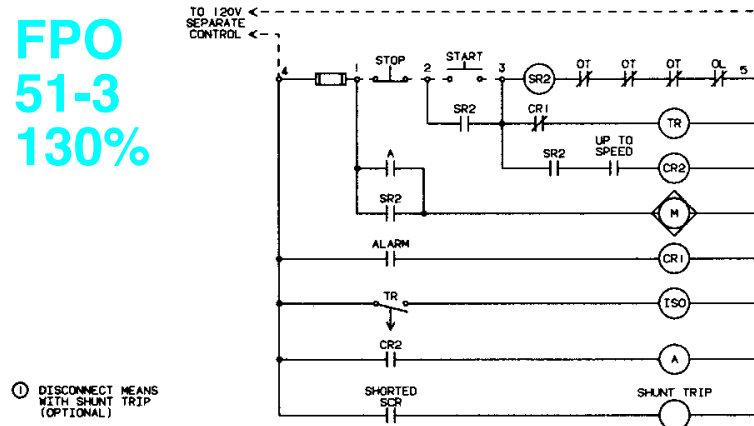 TO 120V
SEPARATE
CONTROL
FPO
51-3
130%
4 1 STOP 2 START 3 SR2 OT OT OT OL 5
SR2 CR1 TR
SR2 UP TO
SPEED CR2
A
SR2 M
ALARM CR1
TR ISO
CR2 A
SHORTED
SCR SHUNT TRIP
1 DISCONNECT MEANS
WITH SHUNT TRIP
(OPTIONAL)